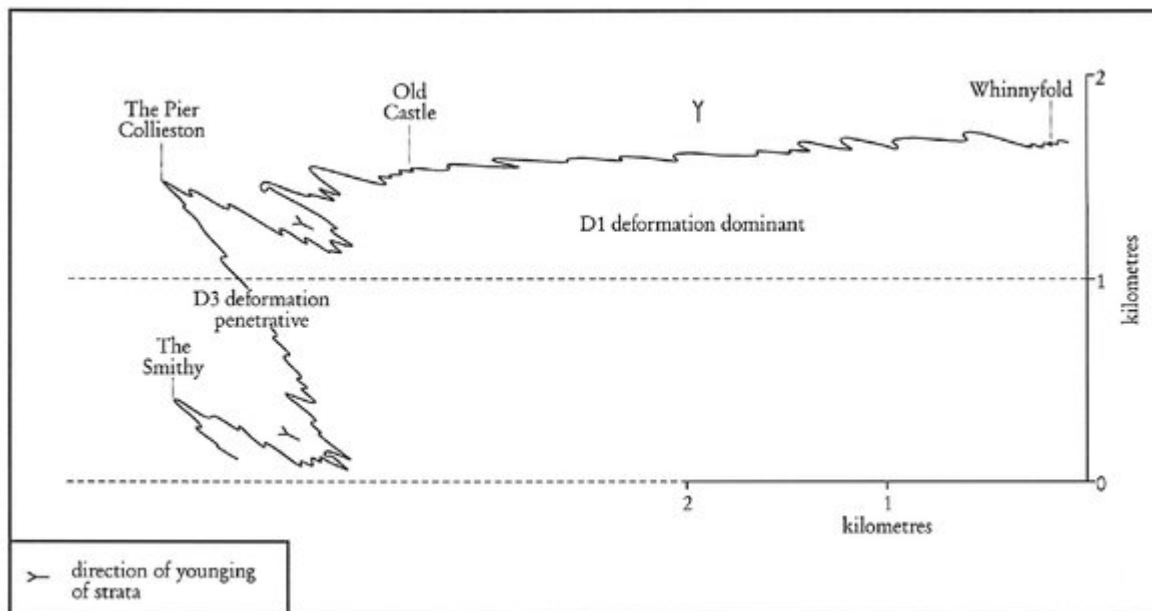 The Pier
Collieston
Old
Castle
Whinnyfold
2
D1 deformation dominant
1
kilometres
D3 deformation
penetrative
The
Smithy
0
2
1
kilometres
direction of younging
of strata